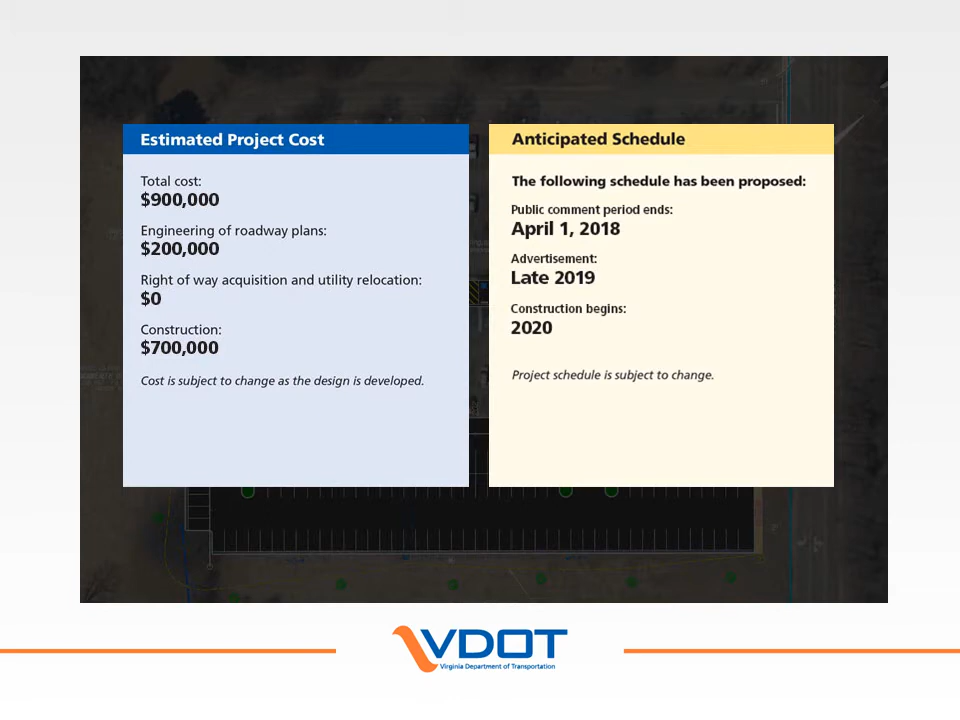 Estimated Project Cost
Total cost:
$900,000
Engineering of roadway plans:
$200,000
Right of way acquisition and utility relocation:
$0
Construction:
$700,000
Cost is subject to change as the design is developed.
Anticipated Schedule
The following schedule has been proposed:
Public comment period ends:
April 1, 2018
Advertisement:
Late 2019
Construction begins:
2020
Project schedule is subject to change.
VDOT
Virginia Department of Transportation